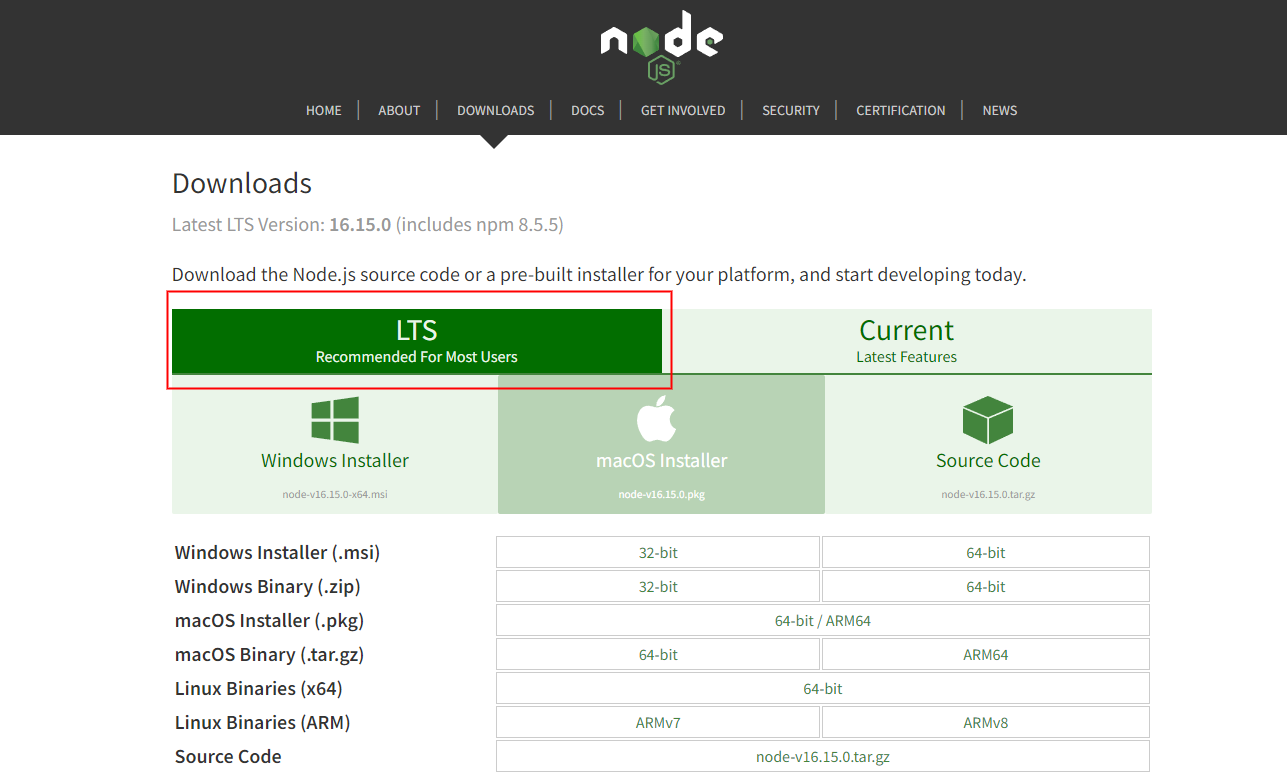 node
JS
HOME ABOUT DOWNLOADS DOCS GET INVOLVED SECURITY CERTIFICATION NEWS
Downloads
Latest LTS Version: 16.15.0 (includes npm 8.5.5)
Download the Node.js source code or a pre-built installer for your platform, and start developing today.
LTS
Recommended For Most Users
Current
Latest Features
Windows Installer
node-v16.15.0-x64.msi
macOS Installer
node-v16.15.0.pkg
Source Code
node-v16.15.0.tar.gz
Windows Installer (.msi) 32-bit 64-bit
Windows Binary (.zip) 32-bit 64-bit
macOS Installer (.pkg) 64-bit / ARM64
macOS Binary (.tar.gz) 64-bit ARM64
Linux Binaries (x64) 64-bit
Linux Binaries (ARM) ARMv7 ARMv8
Source Code node-v16.15.0.tar.gz